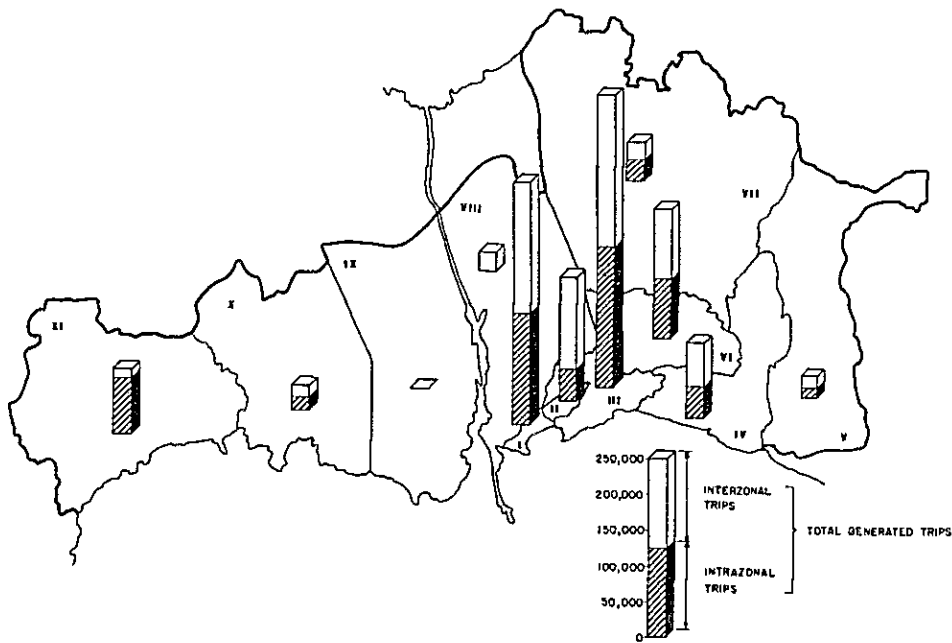 VII
VIII
IX
X
XI
VI
II
III
I
IV
V
250,000
200,000
150,000
100,000
50,000
0
INTERZONAL
TRIPS
INTRAZONAL
TRIPS
TOTAL GENERATED TRIPS